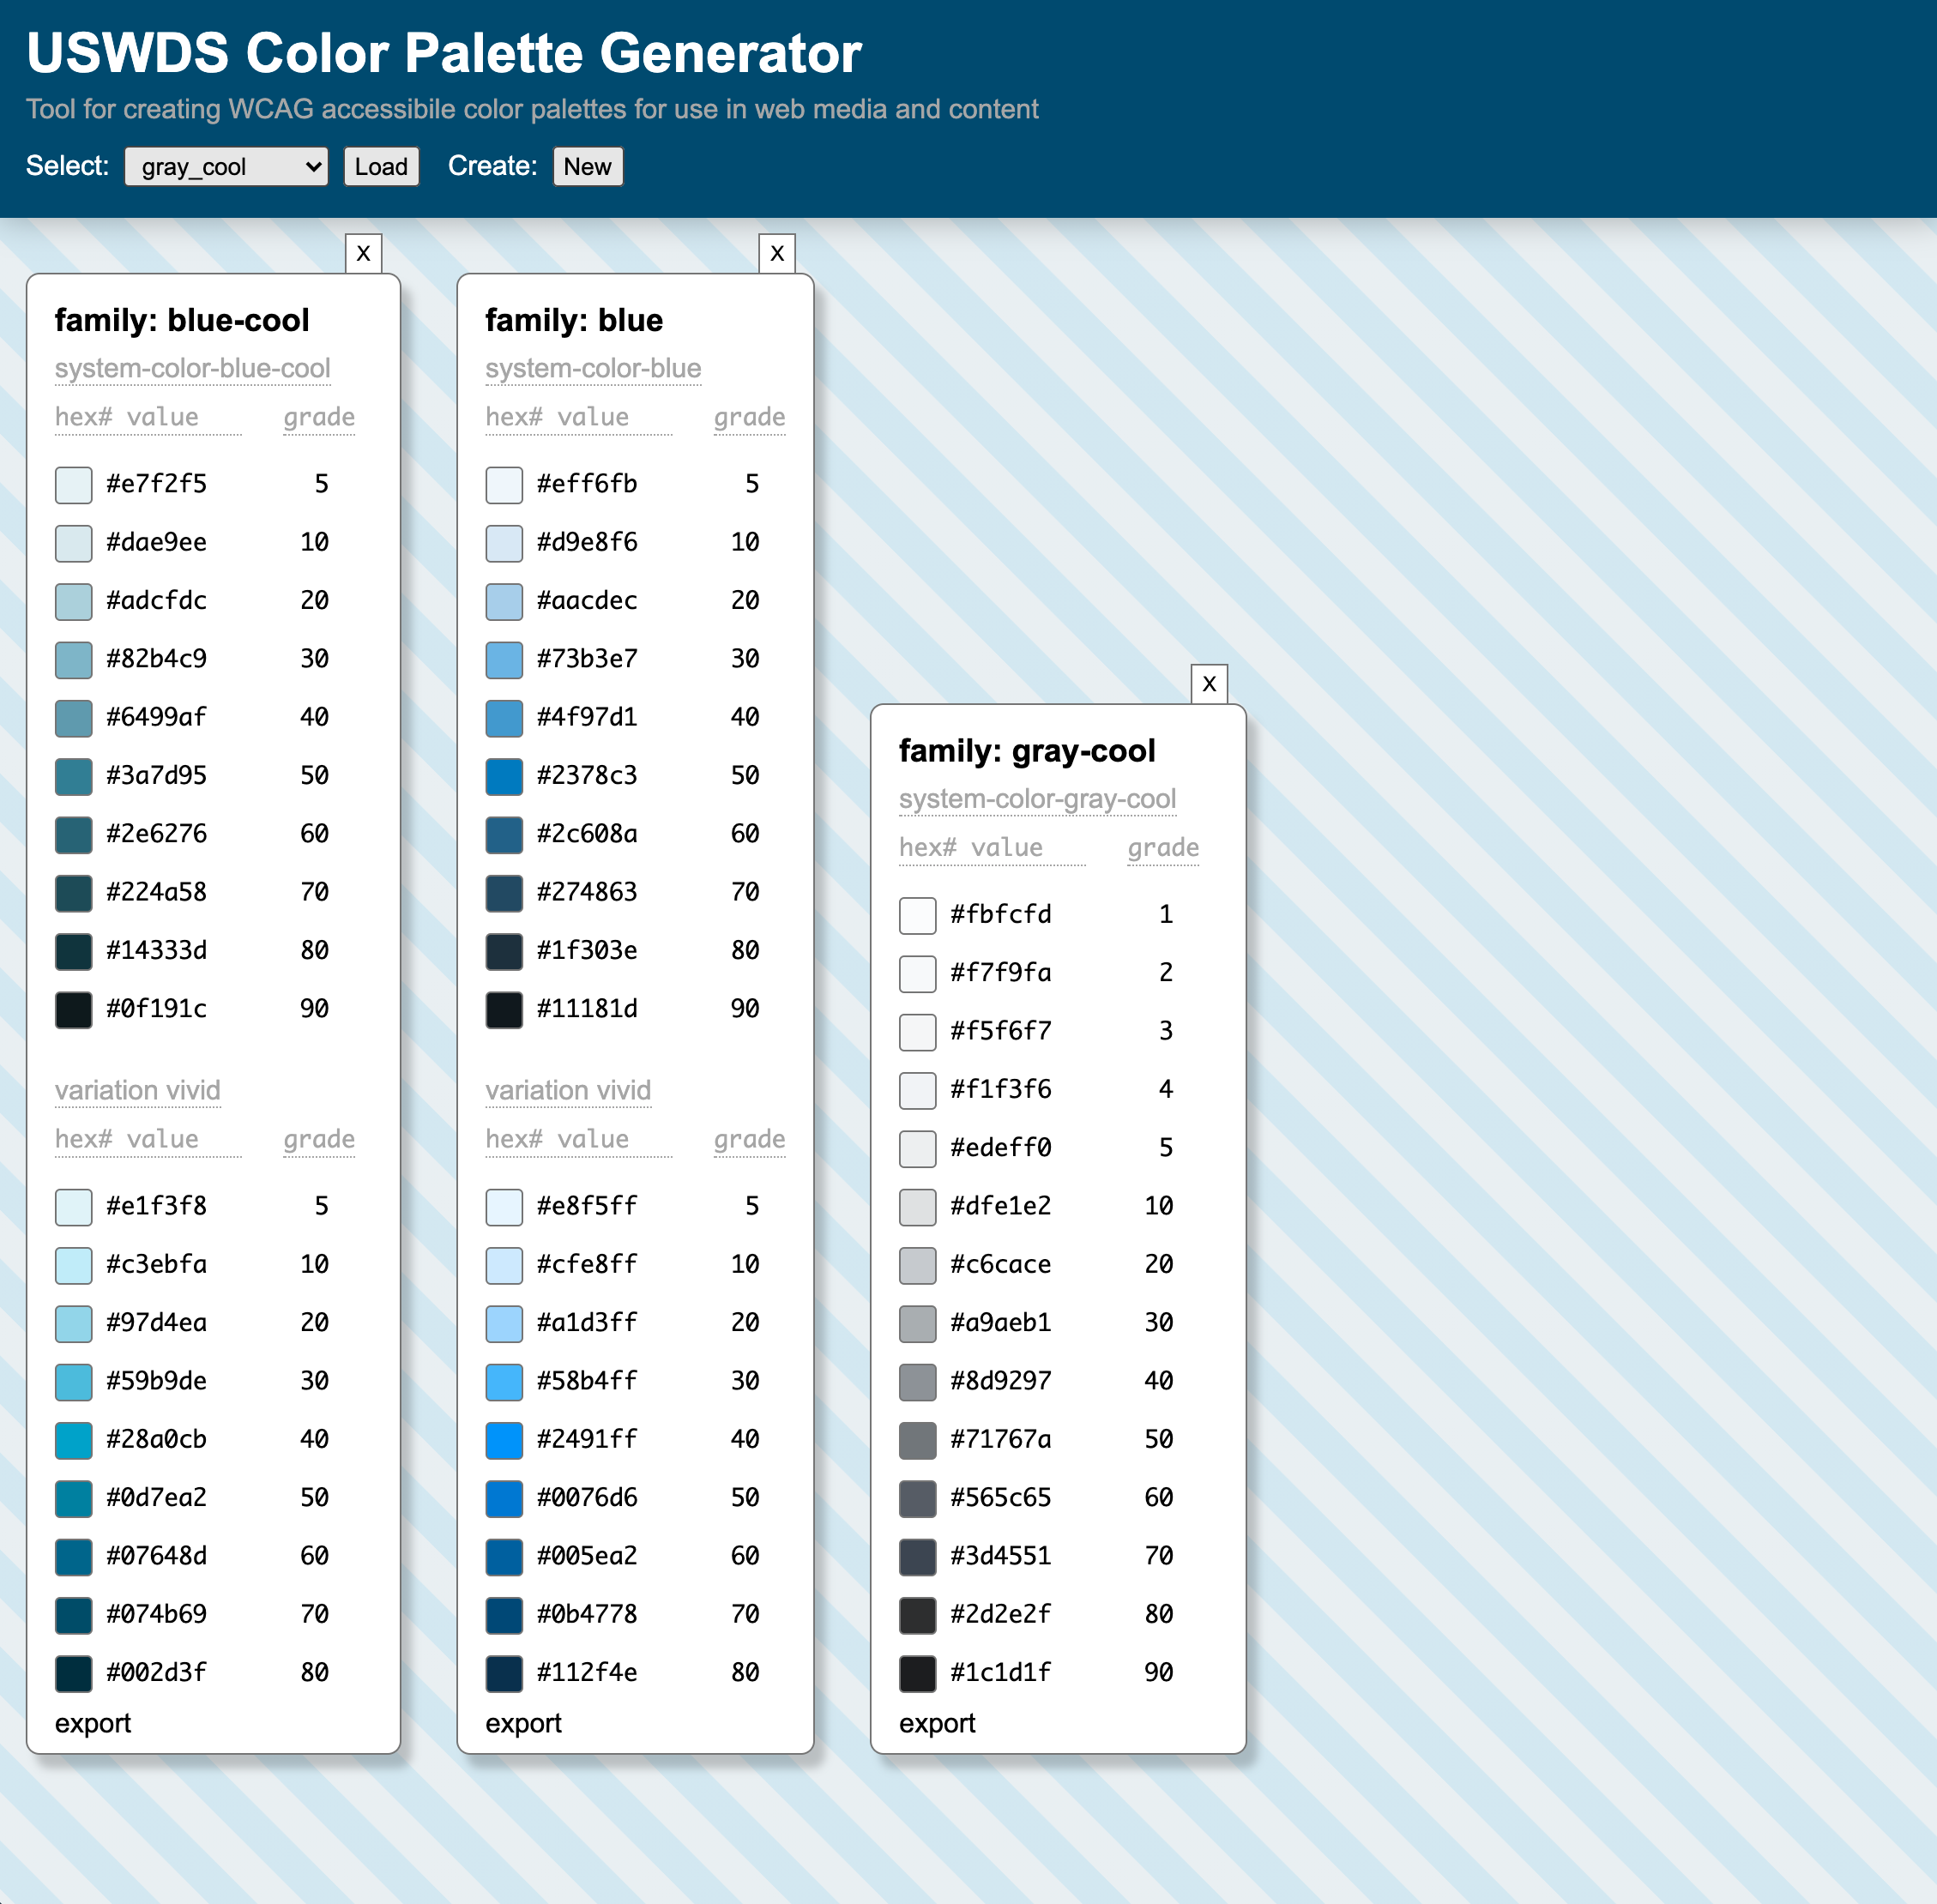 USWDS Color Palette Generator
Tool for creating WCAG accessibile color palettes for use in web media and content
Select: gray_cool Load Create: New
X
family: blue-cool
system-color-blue-cool
hex# value grade
#e7f2f5 5
#dae9ee 10
#adcfdc 20
#82b4c9 30
#6499af 40
#3a7d95 50
#2e6276 60
#224a58 70
#14333d 80
#0f191c 90
variation vivid
hex# value grade
#e1f3f8 5
#c3ebfa 10
#97d4ea 20
#59b9de 30
#28a0cb 40
#0d7ea2 50
#07648d 60
#074b69 70
#002d3f 80
export
X
family: blue
system-color-blue
hex# value grade
#eff6fb 5
#d9e8f6 10
#aacdec 20
#73b3e7 30
#4f97d1 40
#2378c3 50
#2c608a 60
#274863 70
#1f303e 80
#11181d 90
variation vivid
hex# value grade
#e8f5ff 5
#cfe8ff 10
#a1d3ff 20
#58b4ff 30
#2491ff 40
#0076d6 50
#005ea2 60
#0b4778 70
#112f4e 80
export
X
family: gray-cool
system-color-gray-cool
hex# value grade
#fbfcfd 1
#f7f9fa 2
#f5f6f7 3
#f1f3f6 4
#edeff0 5
#dfe1e2 10
#c6cace 20
#a9aeb1 30
#8d9297 40
#71767a 50
#565c65 60
#3d4551 70
#2d2e2f 80
#1c1d1f 90
export